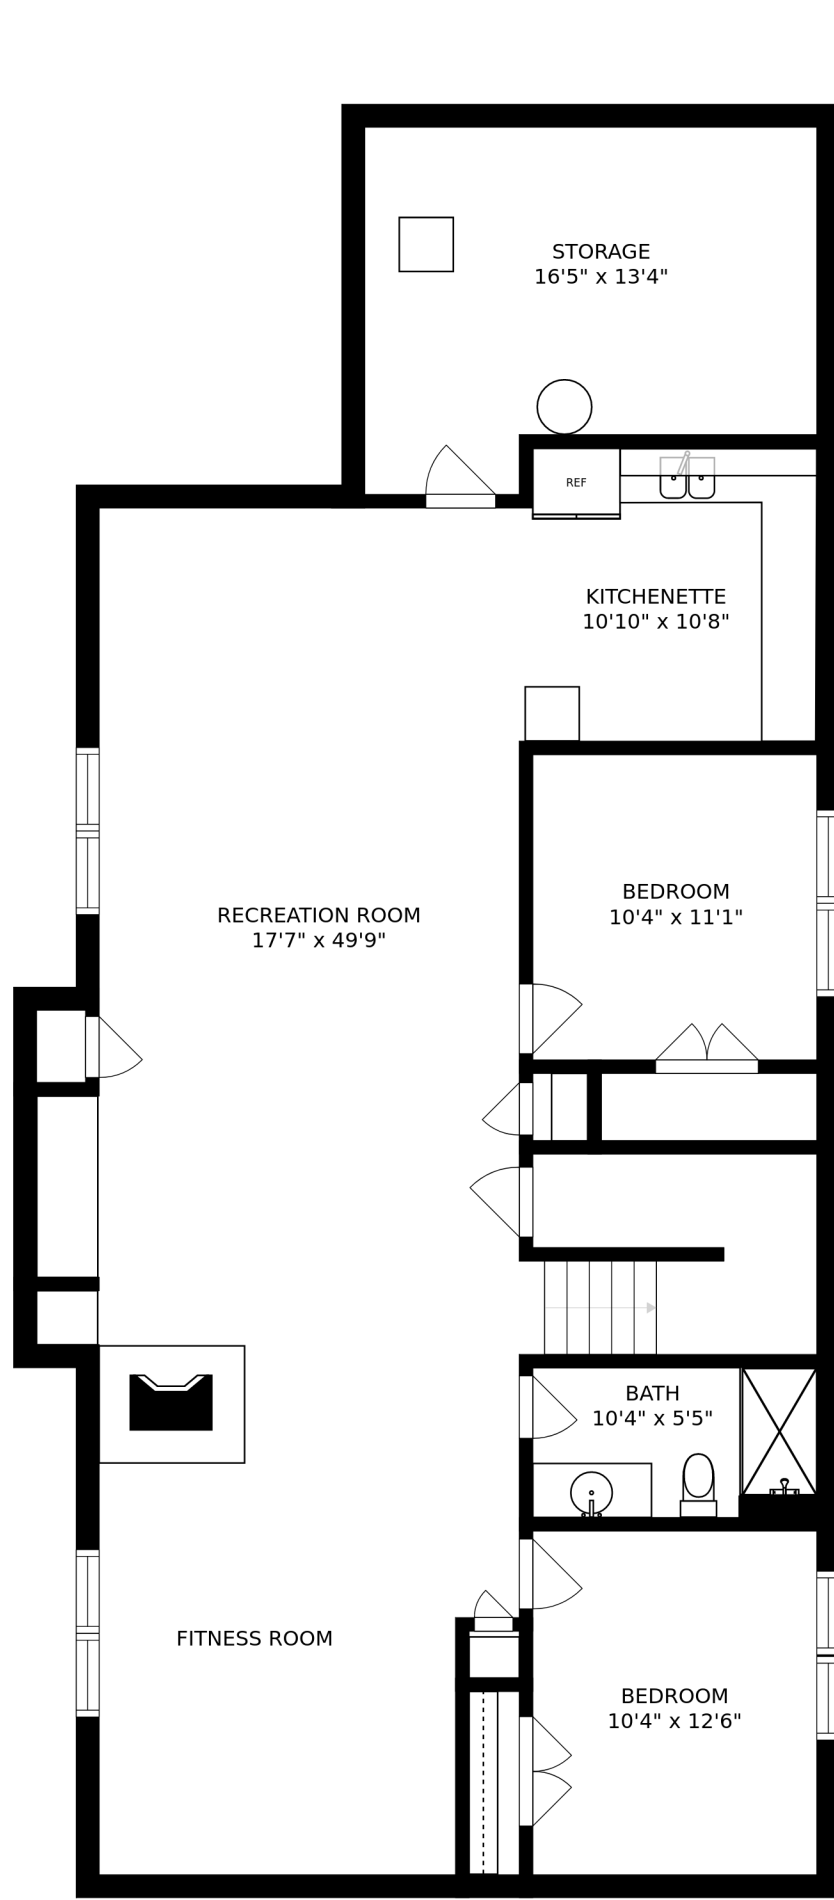 STORAGE
16'5" x 13'4"
REF
KITCHENETTE
10'10" x 10'8"
BEDROOM
10'4" x 11'1"
RECREATION ROOM
17'7" x 49'9"
BATH
10'4" x 5'5"
FITNESS ROOM
BEDROOM
10'4" x 12'6"